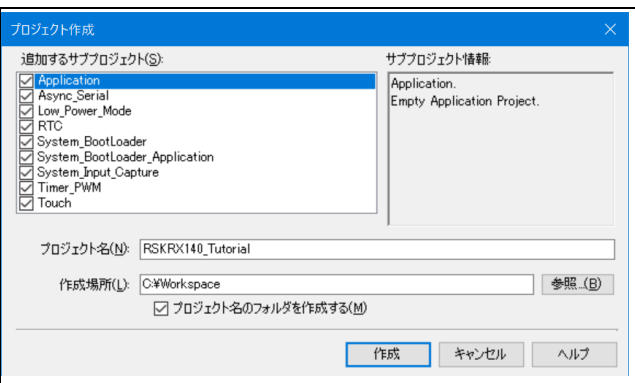 プロジェクト作成
追加するサブプロジェクト(S):
Application
Async_Serial
Low_Power_Mode
RTC
System_BootLoader
System_BootLoader_Application
System_Input_Capture
Timer_PWM
Touch
サブプロジェクト情報:
Application.
Empty Application Project.
プロジェクト名(N): RSKRX140_Tutorial
作成場所(L): C:¥Workspace 参照...(B)
プロジェクト名のフォルダを作成する(M)
作成 キャンセル ヘルプ